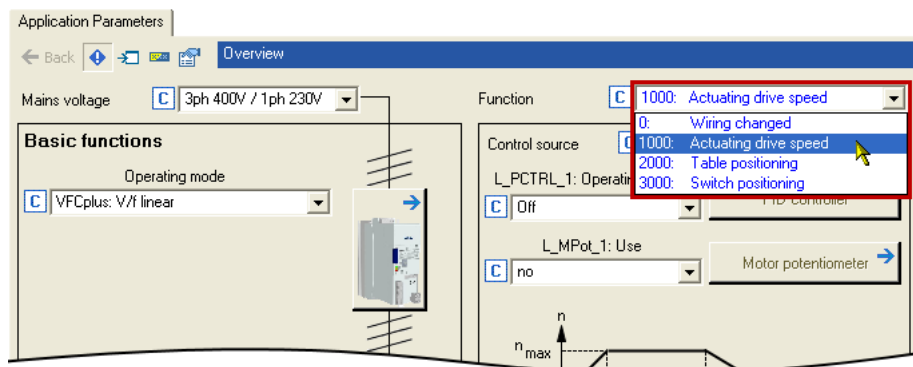 Application Parameters
Back
Overview
Mains voltage
C
3ph 400V / 1ph 230V
Function
C
1000: Actuating drive speed
0: Wiring changed
1000: Actuating drive speed
2000: Table positioning
3000: Switch positioning
Basic functions
Operating mode
C
VFCplus: V/f linear
Control source
L_PCTRL_1:
C
Off
PID controller
L_MPot_1: Use
C
no
Motor potentiometer
n
n max